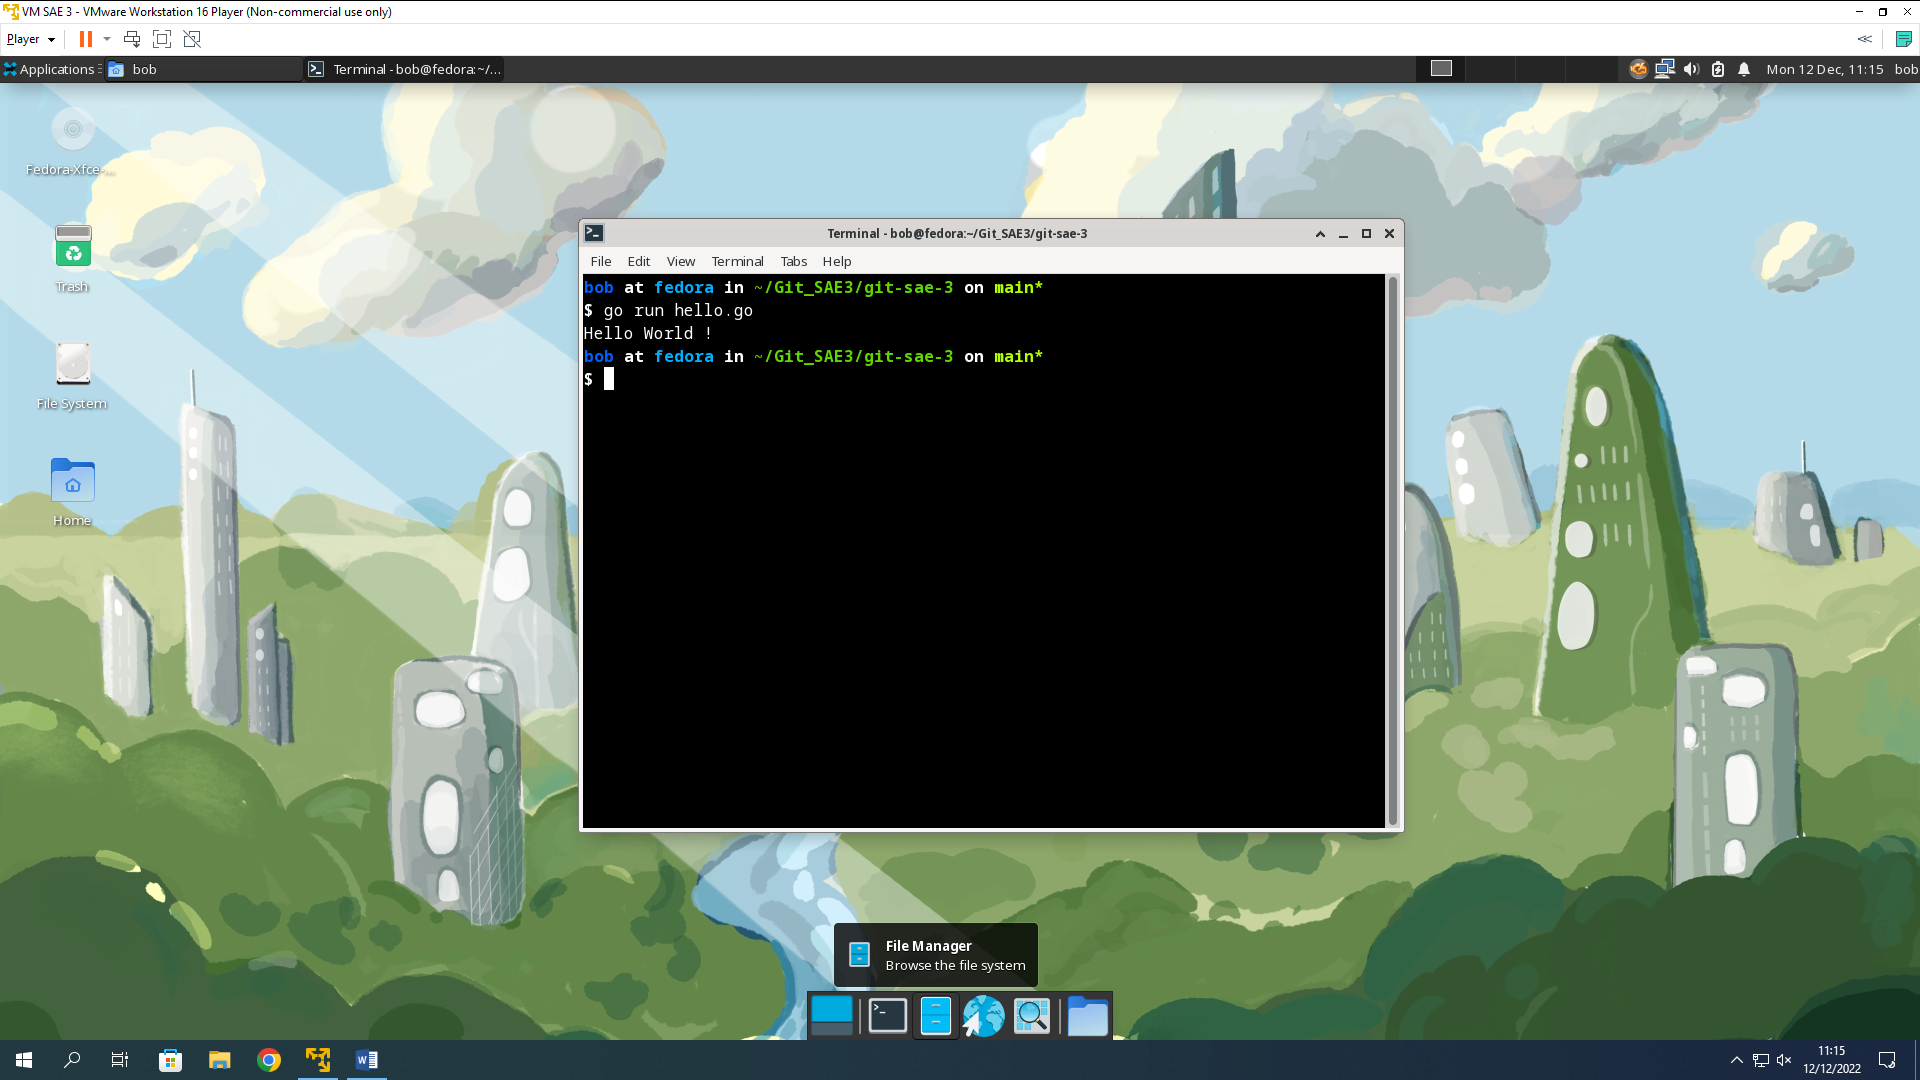 VM SAE 3 - VMware Workstation 16 Player (Non-commercial use only)
Player
Applications
bob
Terminal - bob@fedora:~/...
Mon 12 Dec, 11:15
bob
Fedora-Xfce-...
Trash
File System
Home
Terminal - bob@fedora:~/Git_SAE3/git-sae-3
File Edit View Terminal Tabs Help
bob at fedora in ~/Git_SAE3/git-sae-3 on main*
$ go run hello.go
Hello World !
bob at fedora in ~/Git_SAE3/git-sae-3 on main*
$
File Manager
Browse the file system
11:15
12/12/2022